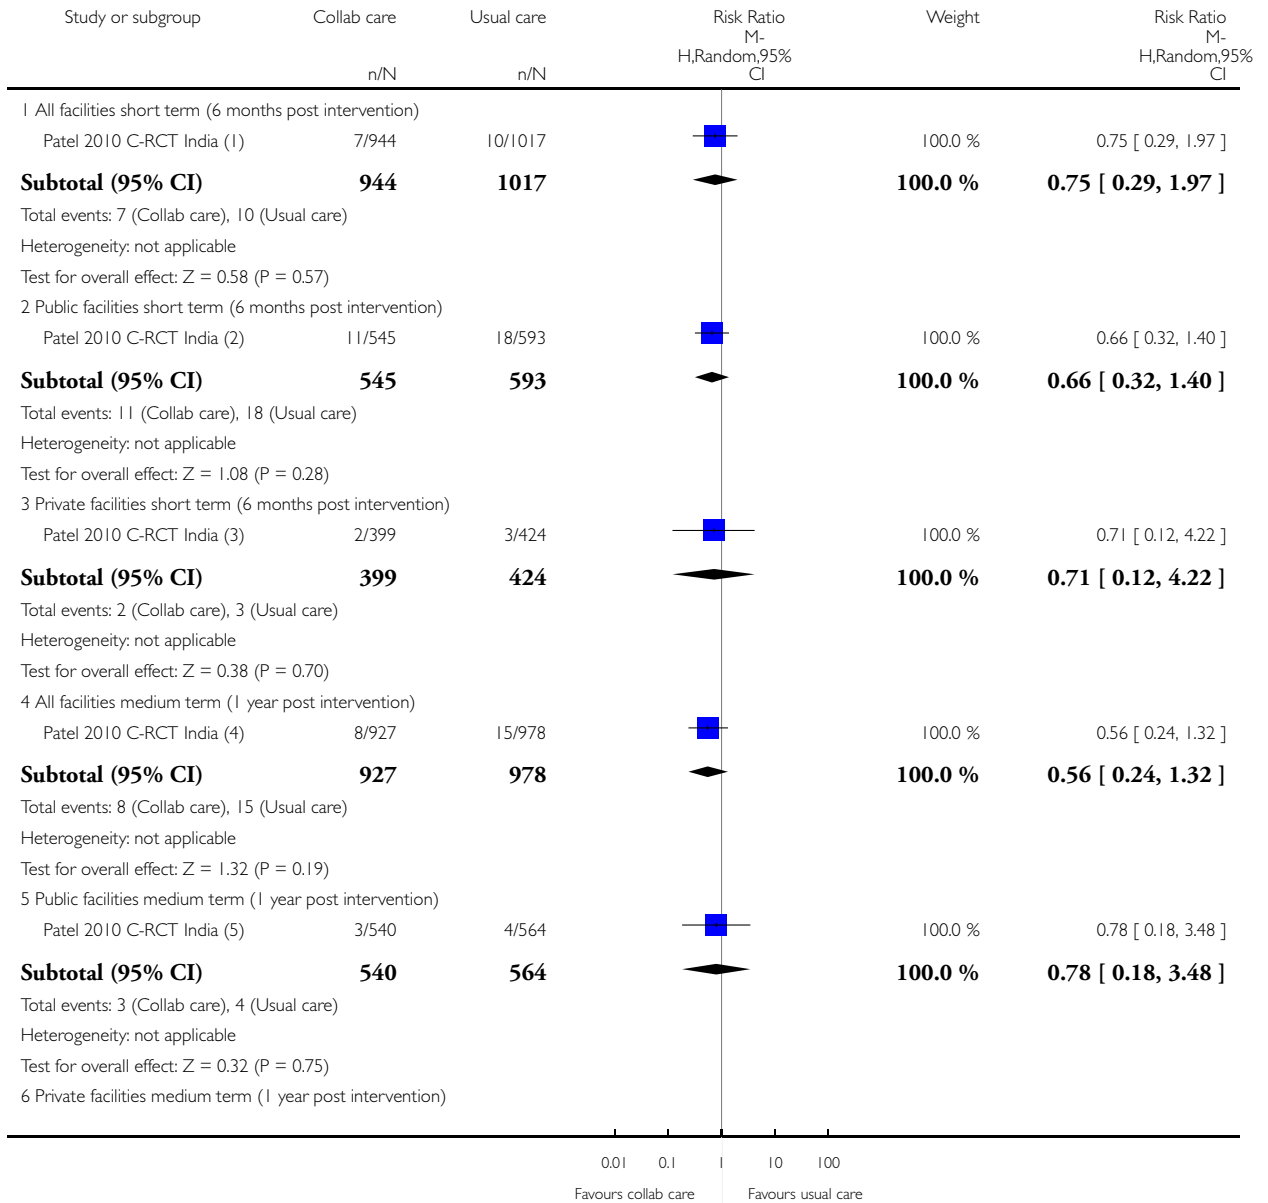 Study or subgroup Collab care Usual care Risk Ratio Weight Risk Ratio
M- M-
H,Random,95% H,Random,95%
n/N n/N CI CI
1 All facilities short term (6 months post intervention)
Patel 2010 C-RCT India (1) 7/944 10/1017 100.0 % 0.75 [ 0.29, 1.97 ]
Subtotal (95% CI) 944 1017 100.0 % 0.75 [ 0.29, 1.97 ]
Total events: 7 (Collab care), 10 (Usual care)
Heterogeneity: not applicable
Test for overall effect: Z = 0.58 (P = 0.57)
2 Public facilities short term (6 months post intervention)
Patel 2010 C-RCT India (2) 11/545 18/593 100.0 % 0.66 [ 0.32, 1.40 ]
Subtotal (95% CI) 545 593 100.0 % 0.66 [ 0.32, 1.40 ]
Total events: 11 (Collab care), 18 (Usual care)
Heterogeneity: not applicable
Test for overall effect: Z = 1.08 (P = 0.28)
3 Private facilities short term (6 months post intervention)
Patel 2010 C-RCT India (3) 2/399 3/424 100.0 % 0.71 [ 0.12, 4.22 ]
Subtotal (95% CI) 399 424 100.0 % 0.71 [ 0.12, 4.22 ]
Total events: 2 (Collab care), 3 (Usual care)
Heterogeneity: not applicable
Test for overall effect: Z = 0.38 (P = 0.70)
4 All facilities medium term (1 year post intervention)
Patel 2010 C-RCT India (4) 8/927 15/978 100.0 % 0.56 [ 0.24, 1.32 ]
Subtotal (95% CI) 927 978 100.0 % 0.56 [ 0.24, 1.32 ]
Total events: 8 (Collab care), 15 (Usual care)
Heterogeneity: not applicable
Test for overall effect: Z = 1.32 (P = 0.19)
5 Public facilities medium term (1 year post intervention)
Patel 2010 C-RCT India (5) 3/540 4/564 100.0 % 0.78 [ 0.18, 3.48 ]
Subtotal (95% CI) 540 564 100.0 % 0.78 [ 0.18, 3.48 ]
Total events: 3 (Collab care), 4 (Usual care)
Heterogeneity: not applicable
Test for overall effect: Z = 0.32 (P = 0.75)
6 Private facilities medium term (1 year post intervention)
0.01 0.1 1 10 100
Favours collab care Favours usual care